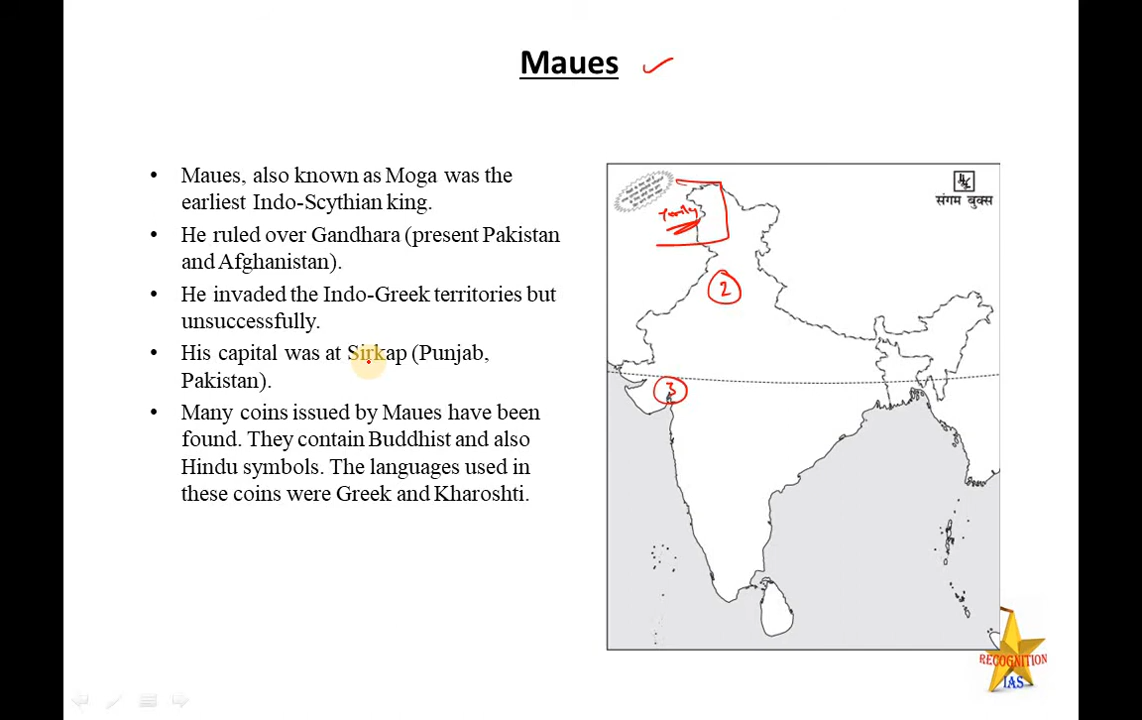 Maues
• Maues, also known as Moga was the
earliest Indo-Scythian king.
• He ruled over Gandhara (present Pakistan
and Afghanistan).
• He invaded the Indo-Greek territories but
unsuccessfully.
• His capital was at Sirkap (Punjab,
Pakistan).
• Many coins issued by Maues have been
found. They contain Buddhist and also
Hindu symbols. The languages used in
these coins were Greek and Kharoshti.
संगम बुक्स
2
3
RECOGNITION
IAS